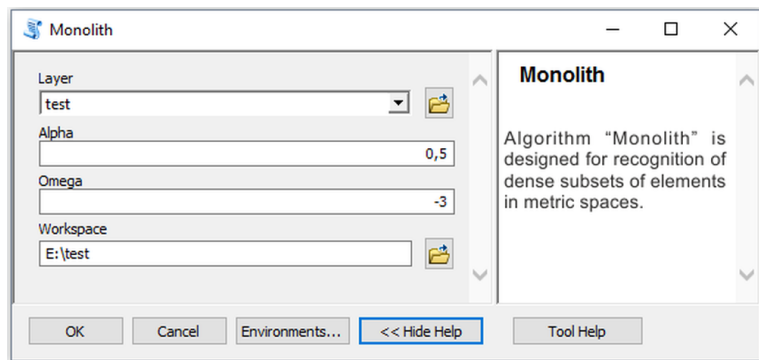 Monolith
Layer
test
Alpha
0,5
Omega
-3
Workspace
E:\test
Monolith
Algorithm “Monolith” is
designed for recognition of
dense subsets of elements
in metric spaces.
OK
Cancel
Environments...
<< Hide Help
Tool Help